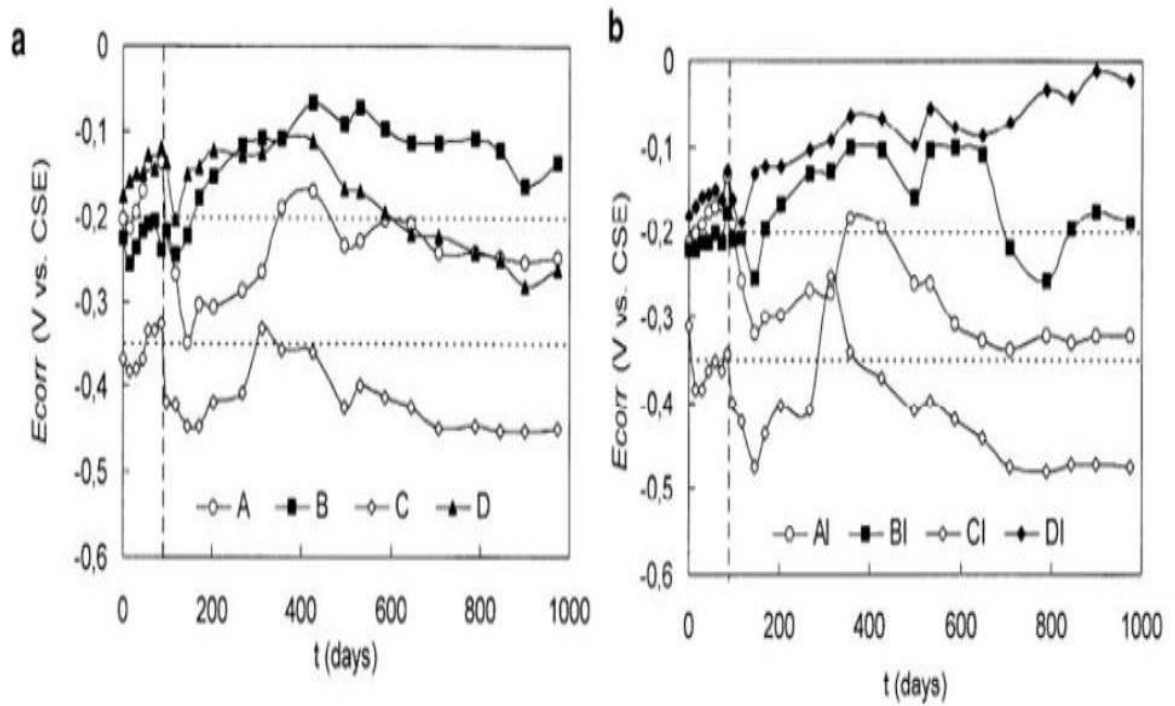 a
0
-0,1
-0,2
-0,3
-0,4
-0,5
-0,6
Ecorr (V vs. CSE)
A B C D
0 200 400 600 800 1000
t (days)
b
0
-0,1
-0,2
-0,3
-0,4
-0,5
-0,6
Ecorr (V vs. CSE)
AI BI CI DI
0 200 400 600 800 1000
t (days)